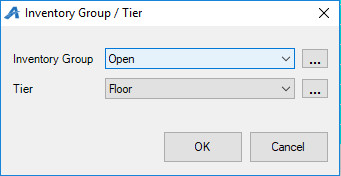 Inventory Group / Tier
Inventory Group Open ...
Tier Floor ...
OK Cancel